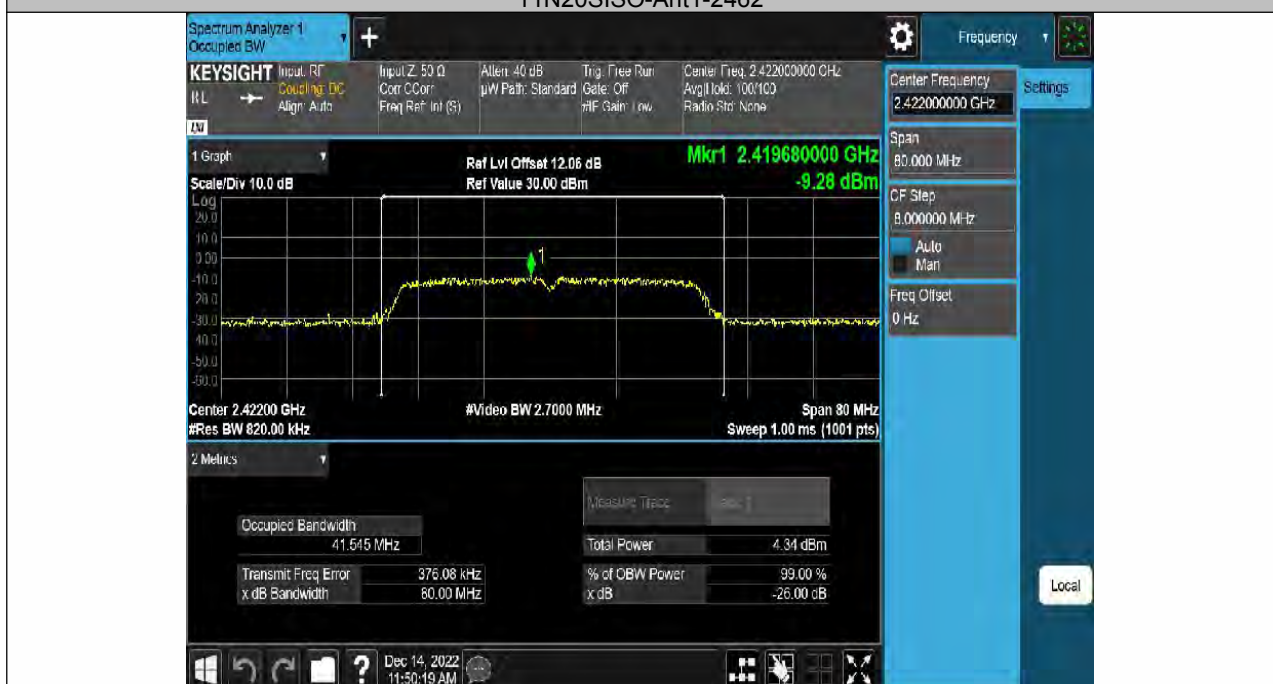 11N20SISO-Ant1-2462
Spectrum Analyzer 1
Occupied BW
Frequency
KEYSIGHT Input: RF
Coupling: DC
Align: Auto
RL
Input Z: 50 Ω
Corr CCorr
Freq Ref: Int (S)
Atten: 40 dB
µW Path: Standard
Trig: Free Run
Gate: Off
#IF Gain: Low
Center Freq: 2.422000000 GHz
Avg|Hold: 100/100
Radio Std: None
LXI
Center Frequency
2.422000000 GHz
Settings
Span
80.000 MHz
CF Step
8.000000 MHz
Auto
Man
Freq Offset
0 Hz
1 Graph
Scale/Div 10.0 dB
Ref Lvl Offset 12.06 dB
Ref Value 30.00 dBm
Mkr1 2.419680000 GHz
-9.28 dBm
Log
20.0
10.0
0.00
-10.0
-20.0
-30.0
-40.0
-50.0
-60.0
1
Center 2.42200 GHz
#Video BW 2.7000 MHz
Span 80 MHz
#Res BW 820.00 kHz
Sweep 1.00 ms (1001 pts)
2 Metrics
Measure Trace
Trace 1
Occupied Bandwidth
41.545 MHz
Total Power 4.34 dBm
Transmit Freq Error 376.08 kHz
% of OBW Power 99.00 %
x dB Bandwidth 80.00 MHz
x dB -26.00 dB
Local
Dec 14, 2022
11:50:19 AM